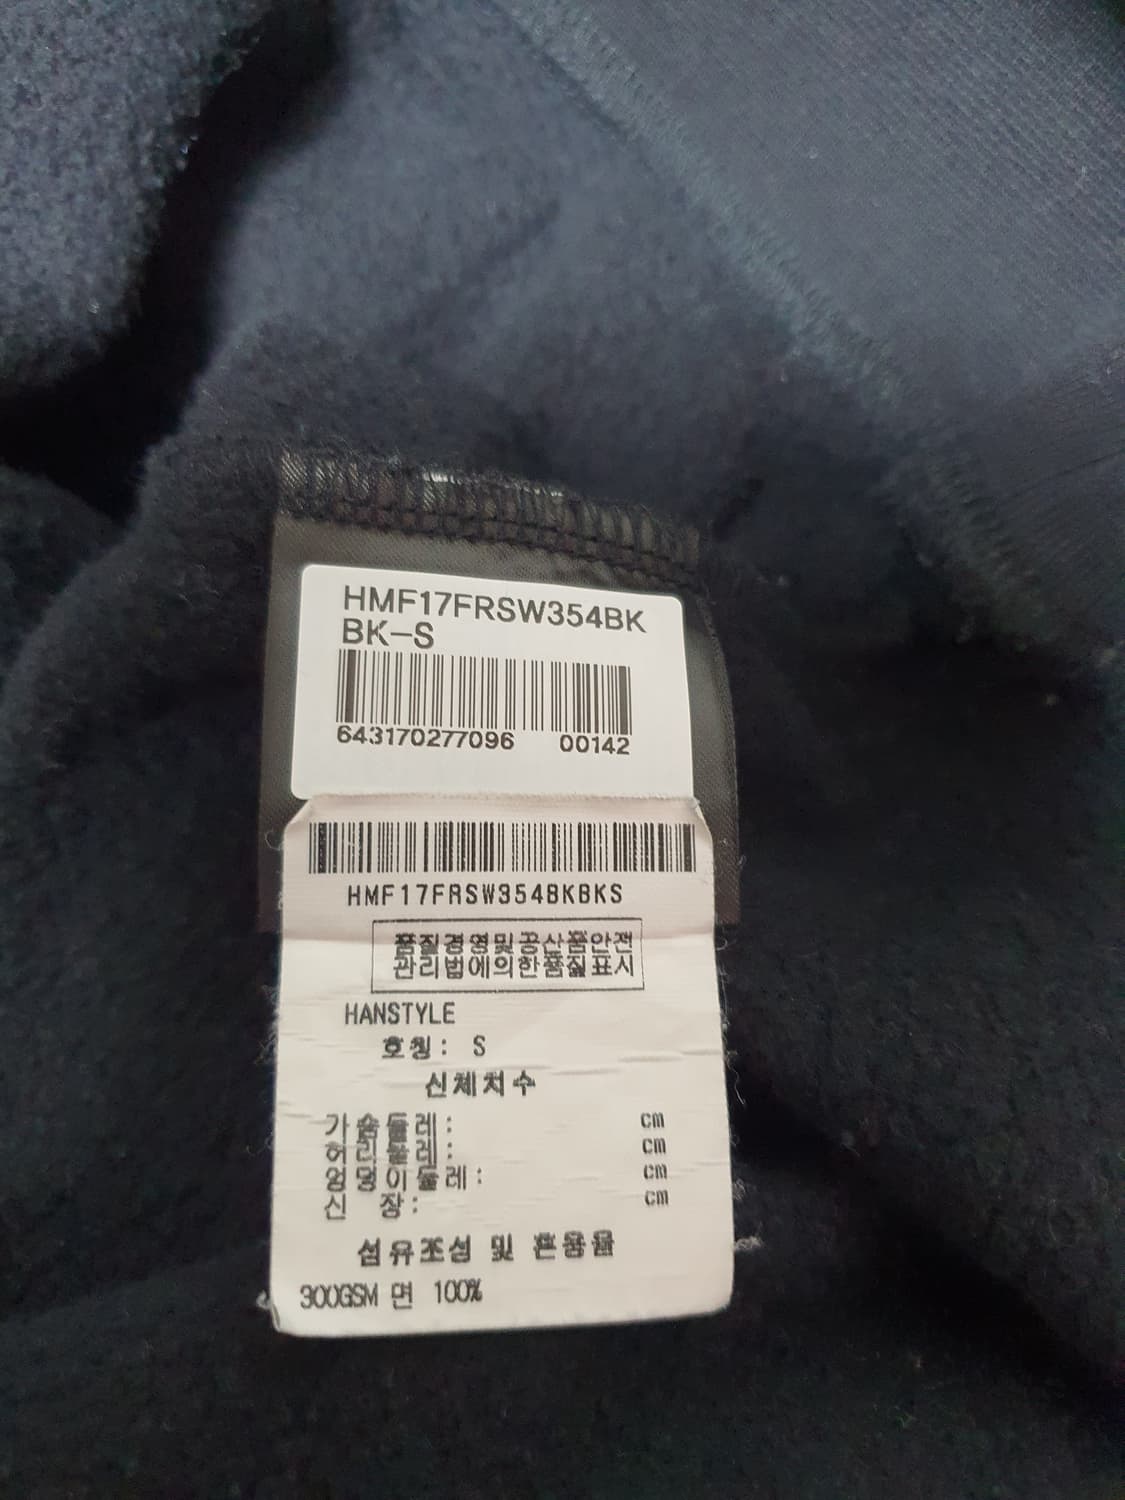 HMF17FRSW354BK
BK-S
643170277096 00142
HMF17FRSW354BKBKS
품질경영및공산품안전
관리법에의한품질표시
HANSTYLE
호칭: S
신체치수
가슴둘레: cm
허리둘레: cm
엉덩이둘레: cm
신 장: cm
섬유조성 및 혼용율
300GSM 면 100%